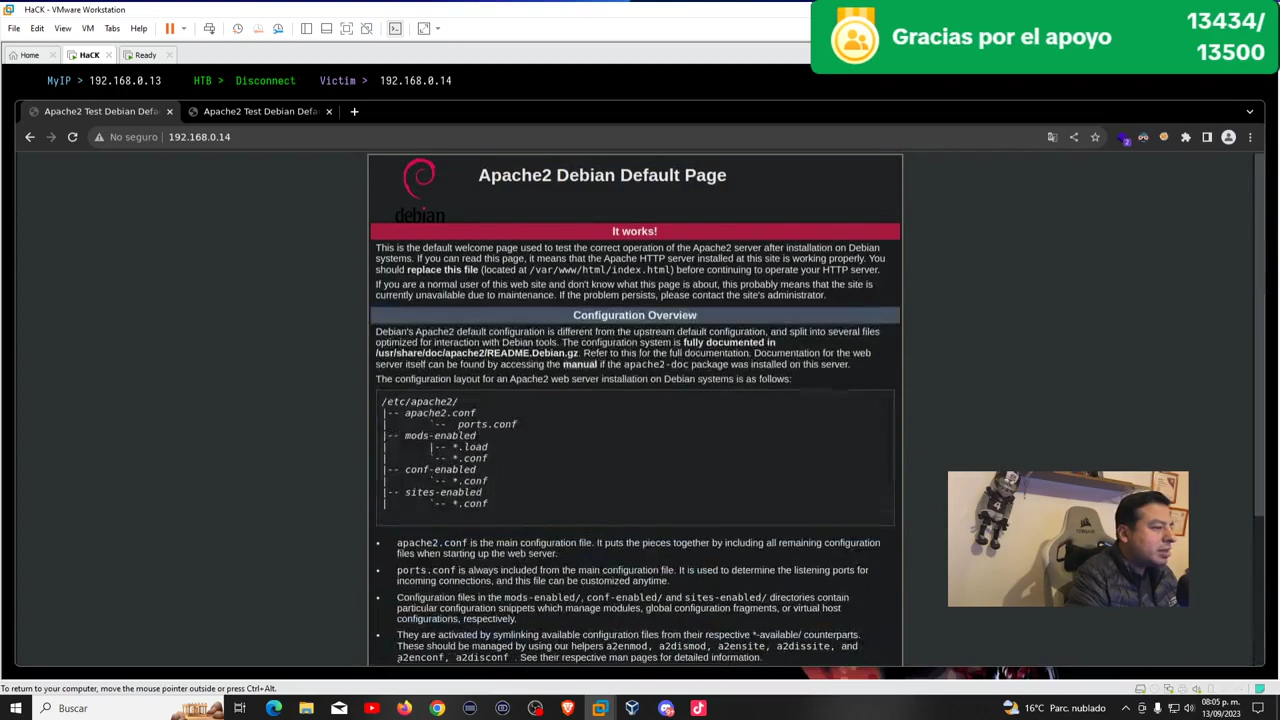 HaCK - VMware Workstation
File Edit View VM Tabs Help
Home HaCK Ready
Gracias por el apoyo
13434/
13500
MyIP > 192.168.0.13 HTB > Disconnect Victim > 192.168.0.14
Apache2 Test Debian Defa Apache2 Test Debian Defa
No seguro 192.168.0.14
2
debian
Apache2 Debian Default Page
It works!
This is the default welcome page used to test the correct operation of the Apache2 server after installation on Debian
systems. If you can read this page, it means that the Apache HTTP server installed at this site is working properly. You
should replace this file (located at /var/www/html/index.html) before continuing to operate your HTTP server.
If you are a normal user of this web site and don't know what this page is about, this probably means that the site is
currently unavailable due to maintenance. If the problem persists, please contact the site's administrator.
Configuration Overview
Debian's Apache2 default configuration is different from the upstream default configuration, and split into several files
optimized for interaction with Debian tools. The configuration system is fully documented in
/usr/share/doc/apache2/README.Debian.gz. Refer to this for the full documentation. Documentation for the web
server itself can be found by accessing the manual if the apache2-doc package was installed on this server.
The configuration layout for an Apache2 web server installation on Debian systems is as follows:
/etc/apache2/
|-- apache2.conf
| `-- ports.conf
|-- mods-enabled
| |-- *.load
| `-- *.conf
|-- conf-enabled
| `-- *.conf
|-- sites-enabled
| `-- *.conf
• apache2.conf is the main configuration file. It puts the pieces together by including all remaining configuration
files when starting up the web server.
• ports.conf is always included from the main configuration file. It is used to determine the listening ports for
incoming connections, and this file can be customized anytime.
• Configuration files in the mods-enabled/, conf-enabled/ and sites-enabled/ directories contain
particular configuration snippets which manage modules, global configuration fragments, or virtual host
configurations, respectively.
• They are activated by symlinking available configuration files from their respective *-available/ counterparts.
These should be managed by using our helpers a2enmod, a2dismod, a2ensite, a2dissite, and
a2enconf, a2disconf . See their respective man pages for detailed information.
4
To return to your computer, move the mouse pointer outside or press Ctrl+Alt.
Buscar
16°C Parc. nublado
08:05 p. m.
13/09/2023